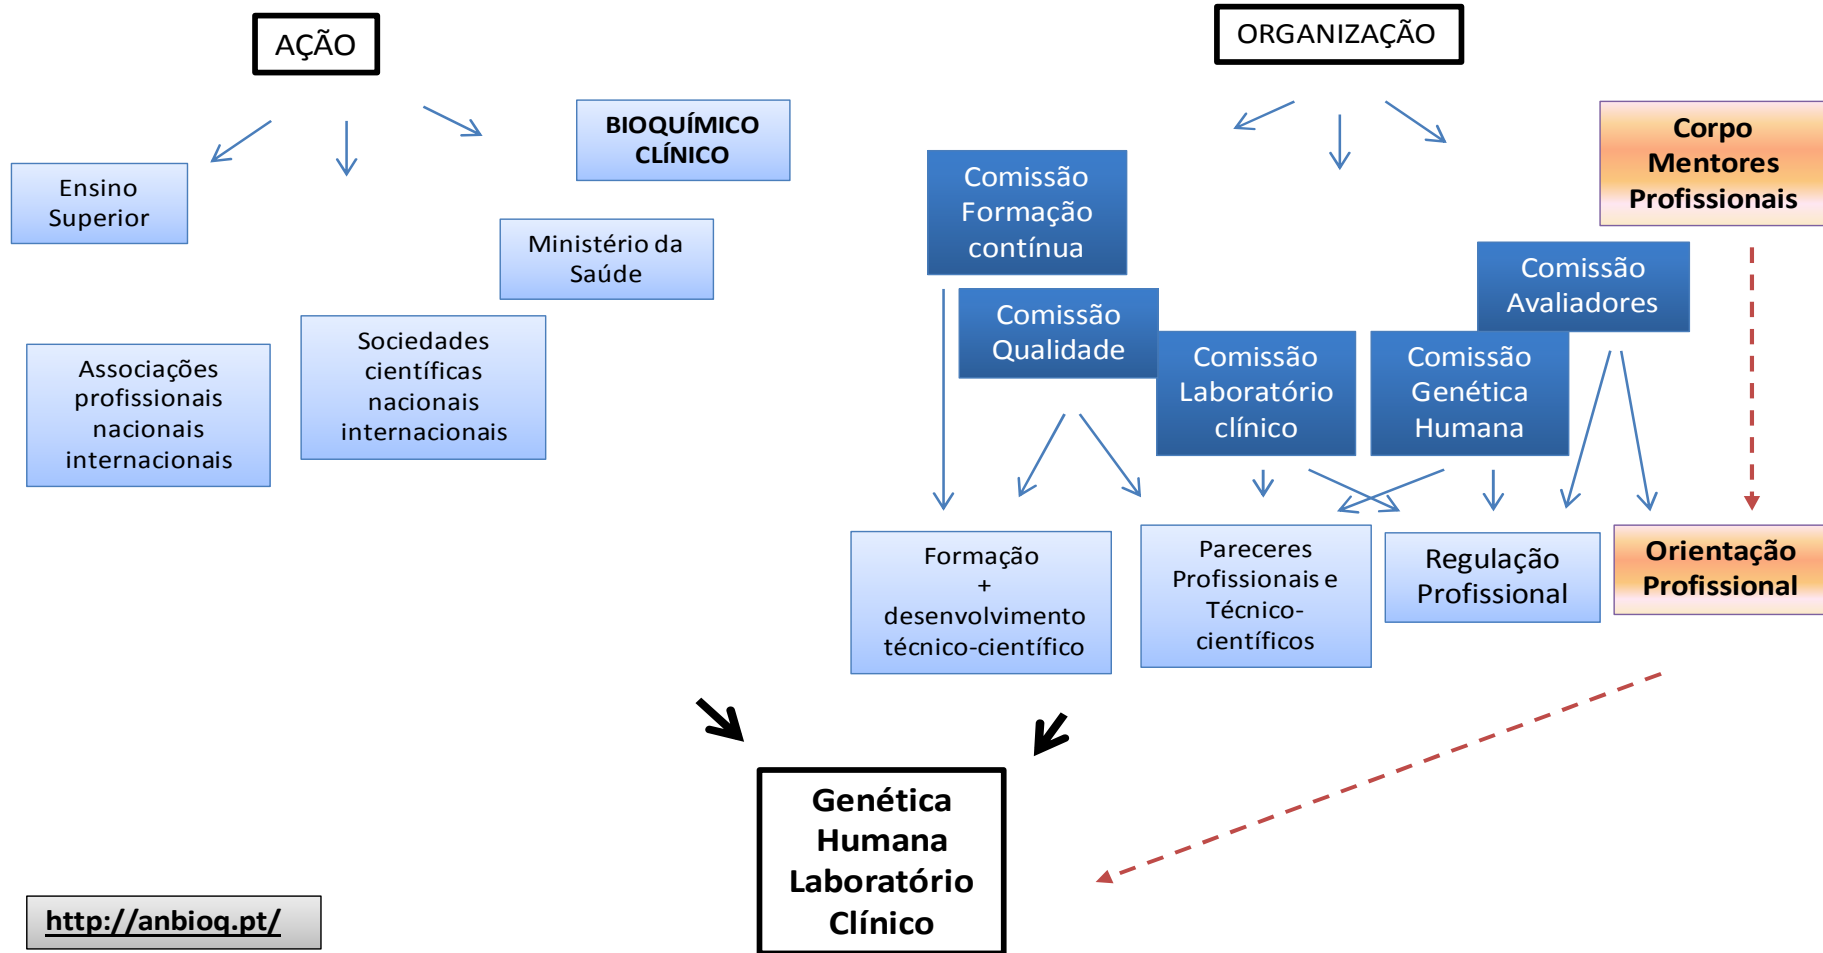 AÇÃO
ORGANIZAÇÃO
BIOQUÍMICO
CLÍNICO
Ensino
Superior
Ministério da
Saúde
Associações
profissionais
nacionais
internacionais
Sociedades
científicas
nacionais
internacionais
Comissão
Formação
contínua
Comissão
Qualidade
Comissão
Laboratório
clínico
Comissão
Genética
Humana
Comissão
Avaliadores
Corpo
Mentores
Profissionais
Formação
+
desenvolvimento
técnico-científico
Pareceres
Profissionais e
Técnico-
científicos
Regulação
Profissional
Orientação
Profissional
Genética
Humana
Laboratório
Clínico
http://anbioq.pt/